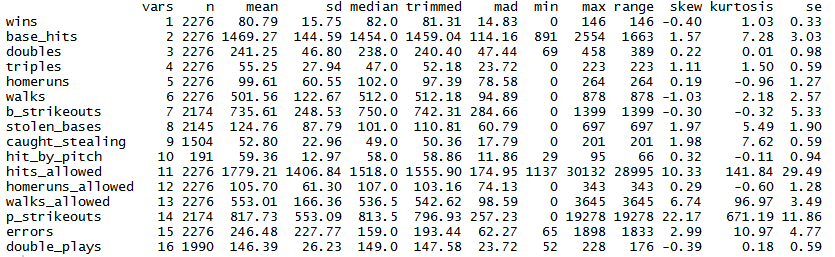 vars n mean sd median trimmed mad min max range skew kurtosis se
wins 1 2276 80.79 15.75 82.0 81.31 14.83 0 146 146 -0.40 1.03 0.33
base_hits 2 2276 1469.27 144.59 1454.0 1459.04 114.16 891 2554 1663 1.57 7.28 3.03
doubles 3 2276 241.25 46.80 238.0 240.40 47.44 69 458 389 0.22 0.01 0.98
triples 4 2276 55.25 27.94 47.0 52.18 23.72 0 223 223 1.11 1.50 0.59
homeruns 5 2276 99.61 60.55 102.0 97.39 78.58 0 264 264 0.19 -0.96 1.27
walks 6 2276 501.56 122.67 512.0 512.18 94.89 0 878 878 -1.03 2.18 2.57
b_strikeouts 7 2174 735.61 248.53 750.0 742.31 284.66 0 1399 1399 -0.30 -0.32 5.33
stolen_bases 8 2145 124.76 87.79 101.0 110.81 60.79 0 697 697 1.97 5.49 1.90
caught_stealing 9 1504 52.80 22.96 49.0 50.36 17.79 0 201 201 1.98 7.62 0.59
hit_by_pitch 10 191 59.36 12.97 58.0 58.86 11.86 29 95 66 0.32 -0.11 0.94
hits_allowed 11 2276 1779.21 1406.84 1518.0 1555.90 174.95 1137 30132 28995 10.33 141.84 29.49
homeruns_allowed 12 2276 105.70 61.30 107.0 103.16 74.13 0 343 343 0.29 -0.60 1.28
walks_allowed 13 2276 553.01 166.36 536.5 542.62 98.59 0 3645 3645 6.74 96.97 3.49
p_strikeouts 14 2174 817.73 553.09 813.5 796.93 257.23 0 19278 19278 22.17 671.19 11.86
errors 15 2276 246.48 227.77 159.0 193.44 62.27 65 1898 1833 2.99 10.97 4.77
double_plays 16 1990 146.39 26.23 149.0 147.58 23.72 52 228 176 -0.39 0.18 0.59